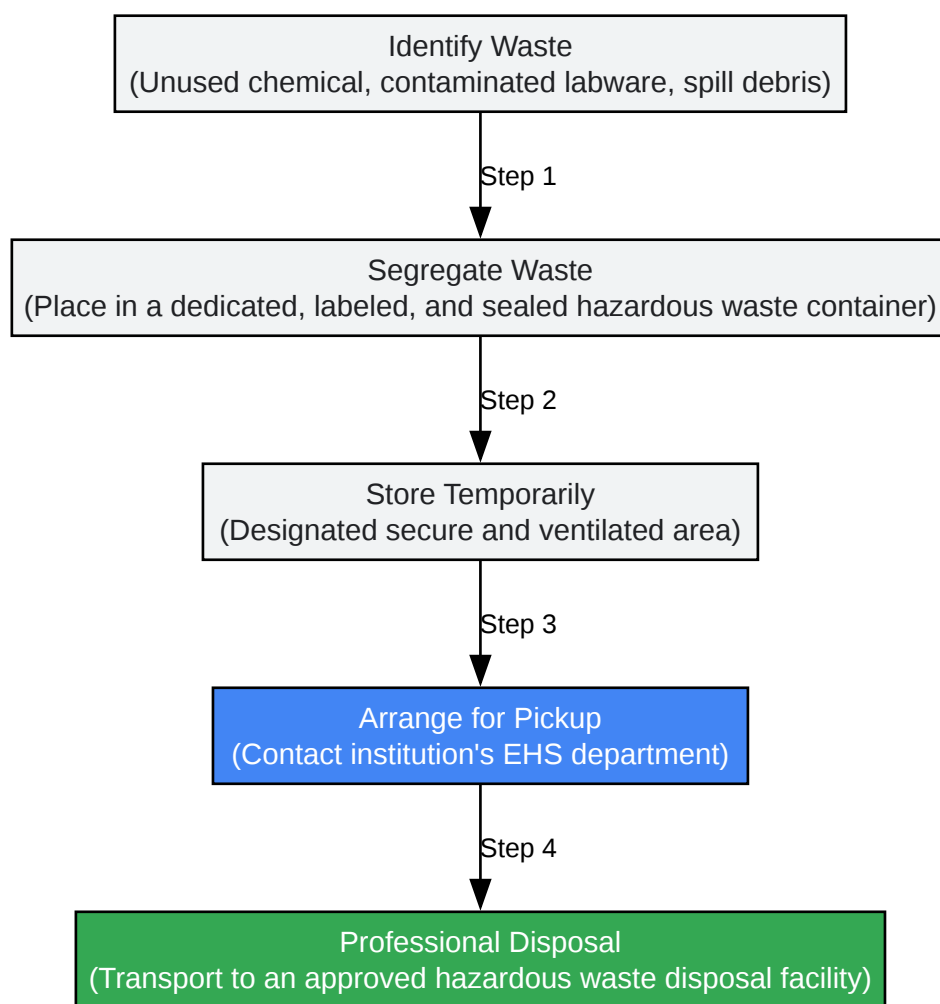 Identify Waste
(Unused chemical, contaminated labware, spill debris)
Step 1
Segregate Waste
(Place in a dedicated, labeled, and sealed hazardous waste container)
Step 2
Store Temporarily
(Designated secure and ventilated area)
Step 3
Arrange for Pickup
(Contact institution's EHS department)
Step 4
Professional Disposal
(Transport to an approved hazardous waste disposal facility)